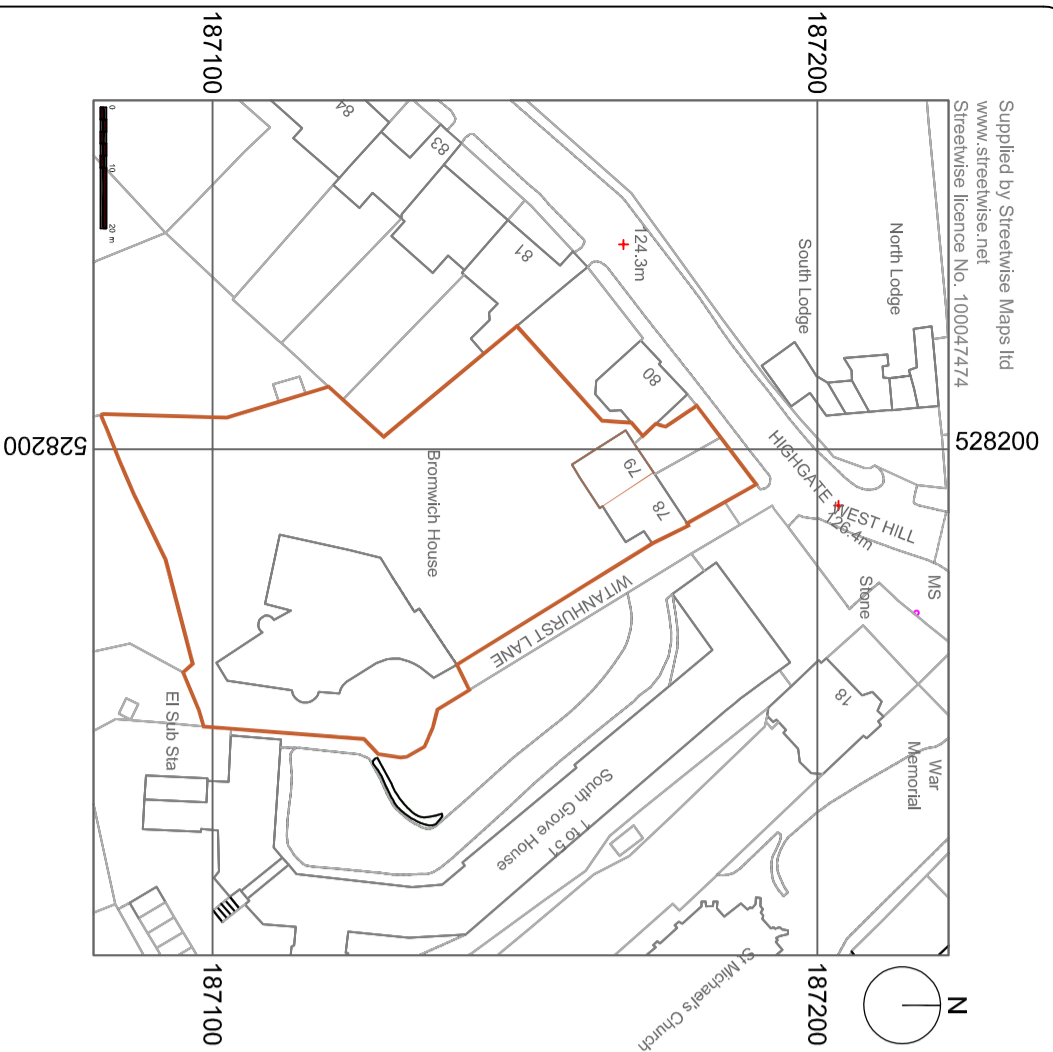 Supplied by Streetwise Maps ltd
www.streetwise.net
Streetwise licence No. 100047474
187100
187200
528200
528200
187100
187200
0
10
20 m
84
83
81
124.3m
North Lodge
South Lodge
80
79
78
HIGHGATE WEST HILL
126.4m
MS
Stone
Bromwich House
WITANHURST LANE
18
War
Memorial
El Sub Sta
South Grove House
1 to 51
St Michael's Church
N